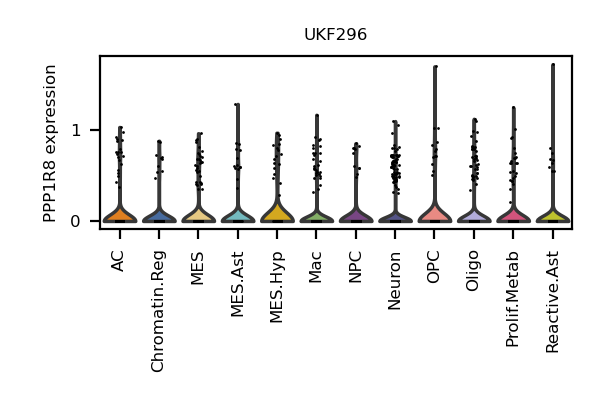 UKF296
PPP1R8 expression
1
0
AC
Chromatin.Reg
MES
MES.Ast
MES.Hyp
Mac
NPC
Neuron
OPC
Oligo
Prolif.Metab
Reactive.Ast